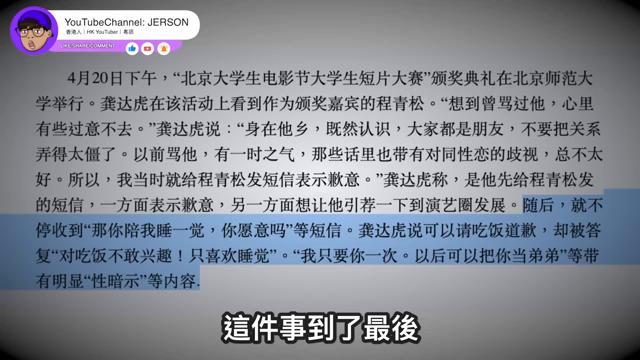 YouTubeChannel: JERSON
香港人｜HK YouTuber｜粵語
LIKE/SHARE/COMMENT
4月20日下午，“北京大学生电影节大学生短片大赛”颁奖典礼在北京师范大
学举行。龚达虎在该活动上看到作为颁奖嘉宾的程青松。“想到曾骂过他，心里
有些过意不去。”龚达虎说：“身在他乡，既然认识，大家都是朋友，不要把关系
弄得太僵了。以前骂他，有一时之气，那些话里也带有对同性恋的歧视，总不太
好。所以，我当时就给程青松发短信表示歉意。”龚达虎称，是他先给程青松发
的短信，一方面表示歉意，另一方面想让他引荐一下到演艺圈发展。随后，就不
停收到“那你陪我睡一觉，你愿意吗”等短信。龚达虎说可以请吃饭道歉，却被答
复“对吃饭不敢兴趣！只喜欢睡觉”。“我只要你一次。以后可以把你当弟弟”等带
有明显“性暗示”等内容.
這件事到了最後